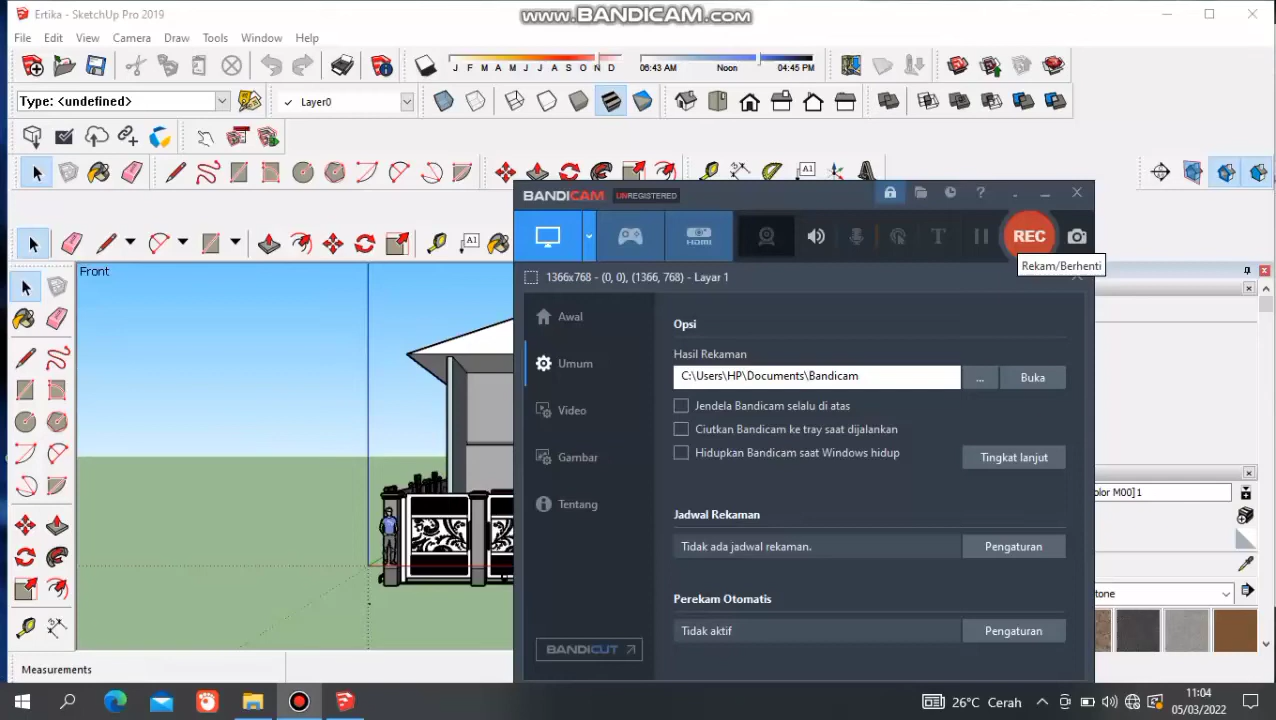 Ertika - SketchUp Pro 2019
www.BANDICAM.com
File Edit View Camera Draw Tools Window Help
J F M A M J J A S O N D
06:43 AM Noon 04:45 PM
Type: <undefined>
Layer0
A1
BANDICAM UNREGISTERED
HDMI
REC
A1
Rekam/Berhenti
Front
1366x768 - (0, 0), (1366, 768) - Layar 1
Awal
Umum
Video
Gambar
Tentang
BANDICUT
Opsi
Hasil Rekaman
C:\Users\HP\Documents\Bandicam
...
Buka
Jendela Bandicam selalu di atas
Ciutkan Bandicam ke tray saat dijalankan
Hidupkan Bandicam saat Windows hidup
Tingkat lanjut
Jadwal Rekaman
Tidak ada jadwal rekaman.
Pengaturan
Perekam Otomatis
Tidak aktif
Pengaturan
olor M00]1
tone
Measurements
26°C Cerah
11:04
05/03/2022